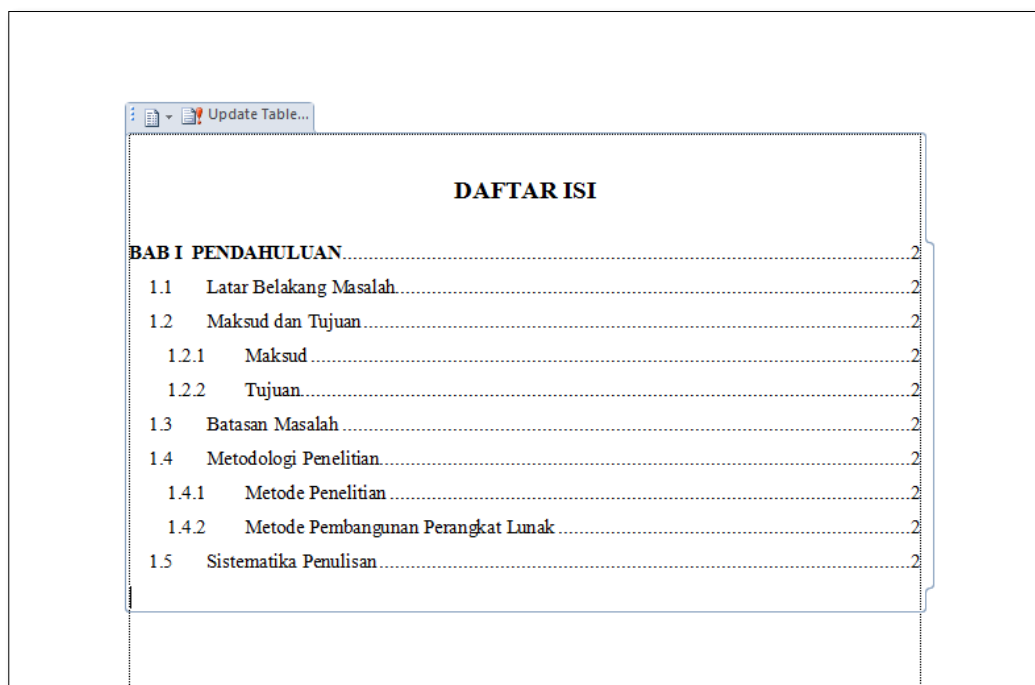 Update Table...
DAFTAR ISI
BAB I PENDAHULUAN....................2
1.1 Latar Belakang Masalah....................2
1.2 Maksud dan Tujuan....................2
1.2.1 Maksud....................2
1.2.2 Tujuan....................2
1.3 Batasan Masalah....................2
1.4 Metodologi Penelitian....................2
1.4.1 Metode Penelitian....................2
1.4.2 Metode Pembangunan Perangkat Lunak....................2
1.5 Sistematika Penulisan....................2